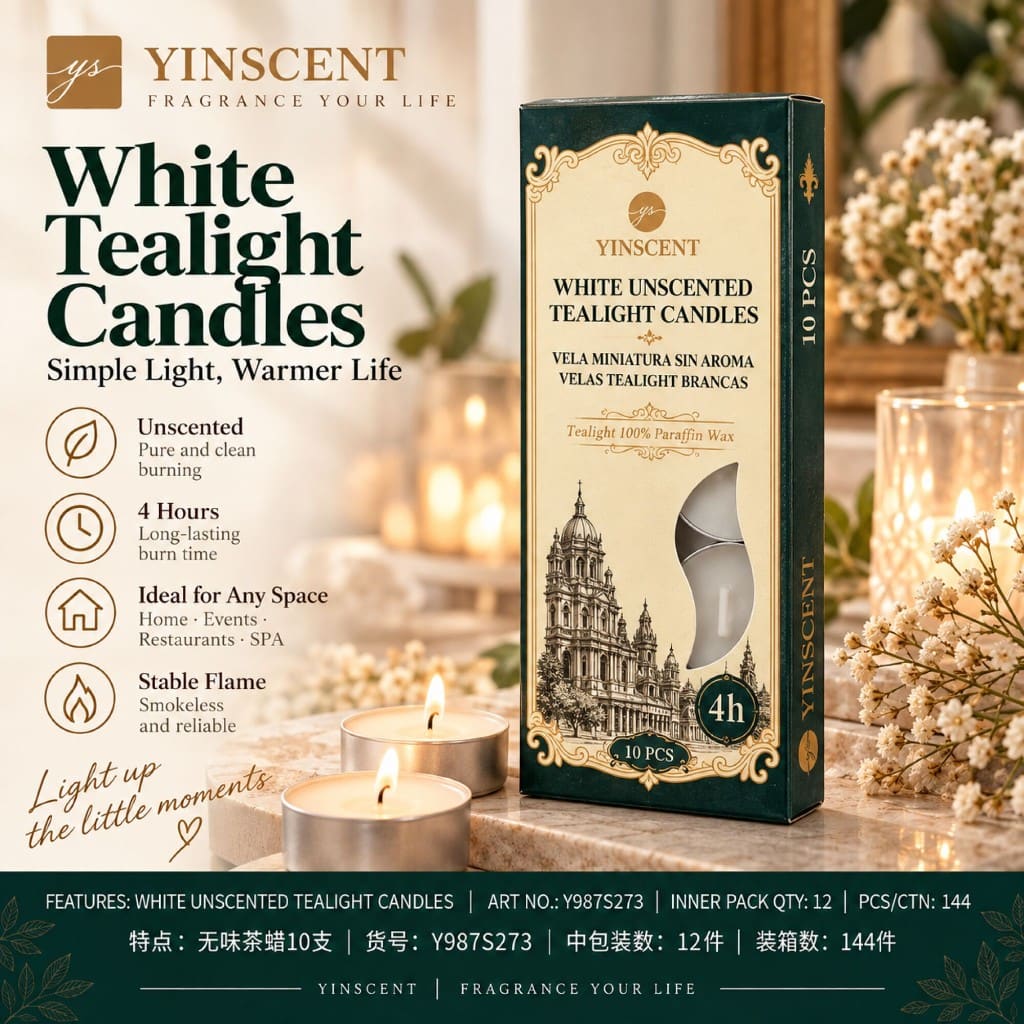 ys
YINSCENT
FRAGRANCE YOUR LIFE
White
Tealight
Candles
Simple Light, Warmer Life
Unscented
Pure and clean
burning
4 Hours
Long-lasting
burn time
Ideal for Any Space
Home · Events ·
Restaurants · SPA
Stable Flame
Smokeless
and reliable
Light up
the little moments
ys
YINSCENT
WHITE UNSCENTED
TEALIGHT CANDLES
VELA MINIATURA SIN AROMA
VELAS TEALIGHT BRANCAS
Tealight 100% Paraffin Wax
4h
10 PCS
10 PCS
YINSCENT
FEATURES: WHITE UNSCENTED TEALIGHT CANDLES | ART NO.: Y987S273 | INNER PACK QTY: 12 | PCS/CTN: 144
特点：无味茶蜡10支 | 货号：Y987S273 | 中包装数：12件 | 装箱数：144件
YINSCENT | FRAGRANCE YOUR LIFE